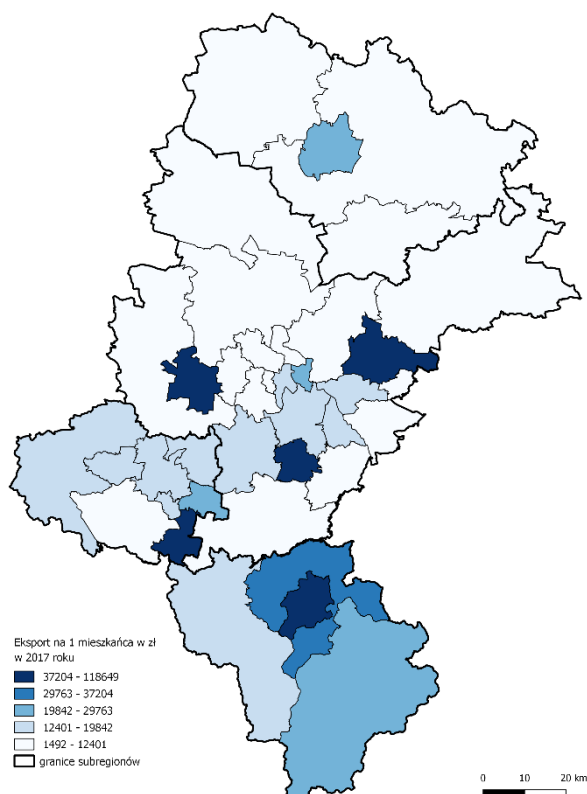 Eksport na 1 mieszkańca w zł
w 2017 roku
37204 - 118649
29763 - 37204
19842 - 29763
12401 - 19842
1492 - 12401
granice subregionów
0 10 20 km